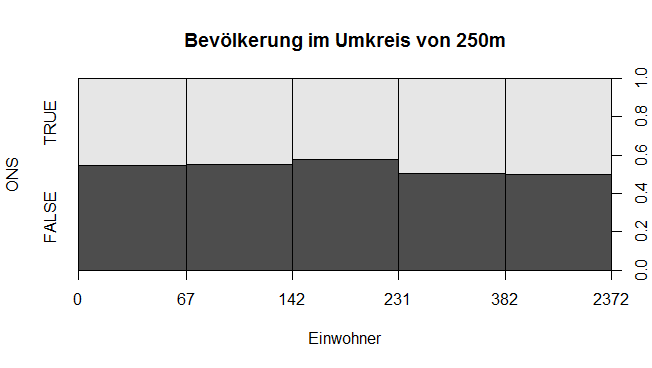 Bevölkerung im Umkreis von 250m
ONS
TRUE
FALSE
1.0
0.8
0.6
0.4
0.2
0.0
0 67 142 231 382 2372
Einwohner